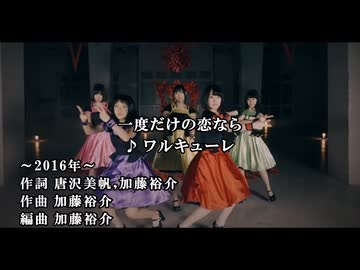 一度だけの恋なら
♪ ワルキューレ
～2016年～
作詞 唐沢美帆,加藤裕介
作曲 加藤裕介
編曲 加藤裕介